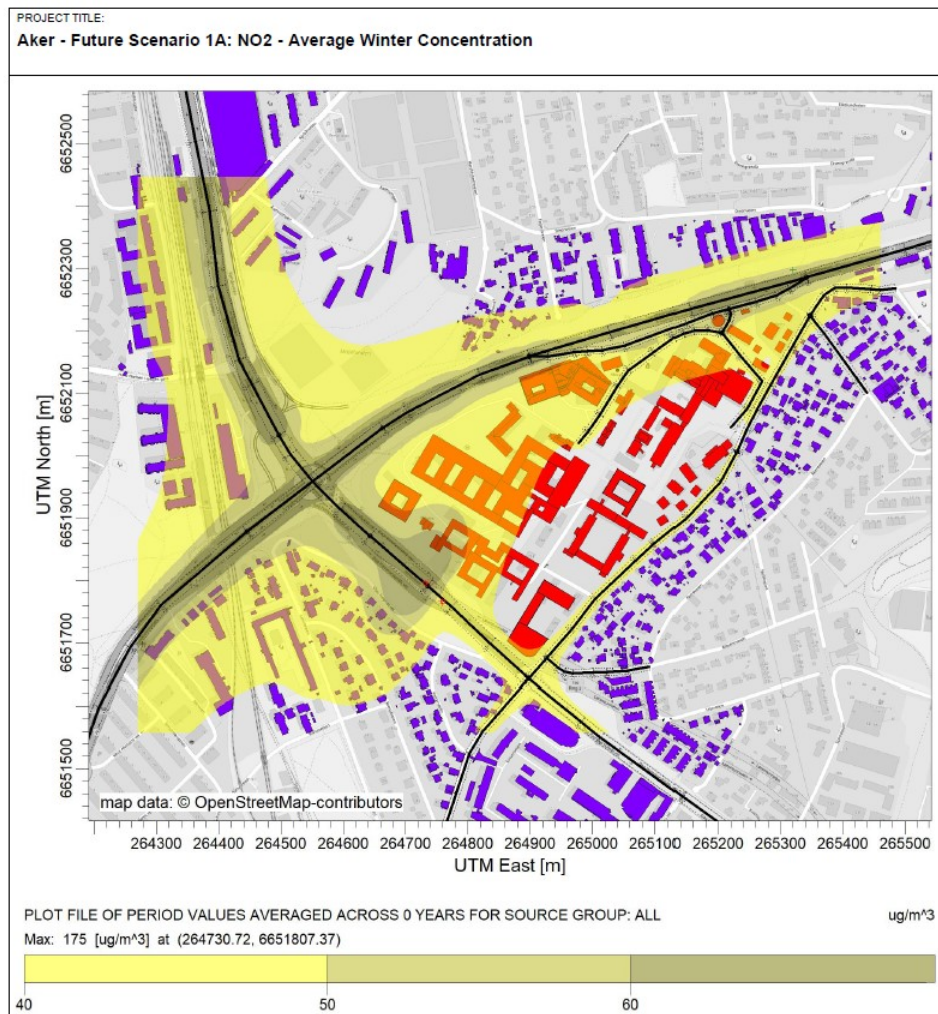 PROJECT TITLE:
Aker - Future Scenario 1A: NO2 - Average Winter Concentration
6652500
6652300
6652100
6651900
6651700
6651500
UTM North [m]
map data: © OpenStreetMap-contributors
264300 264400 264500 264600 264700 264800 264900 265000 265100 265200 265300 265400 265500
UTM East [m]
PLOT FILE OF PERIOD VALUES AVERAGED ACROSS 0 YEARS FOR SOURCE GROUP: ALL ug/m^3
Max: 175 [ug/m^3] at (264730.72, 6651807.37)
40 50 60